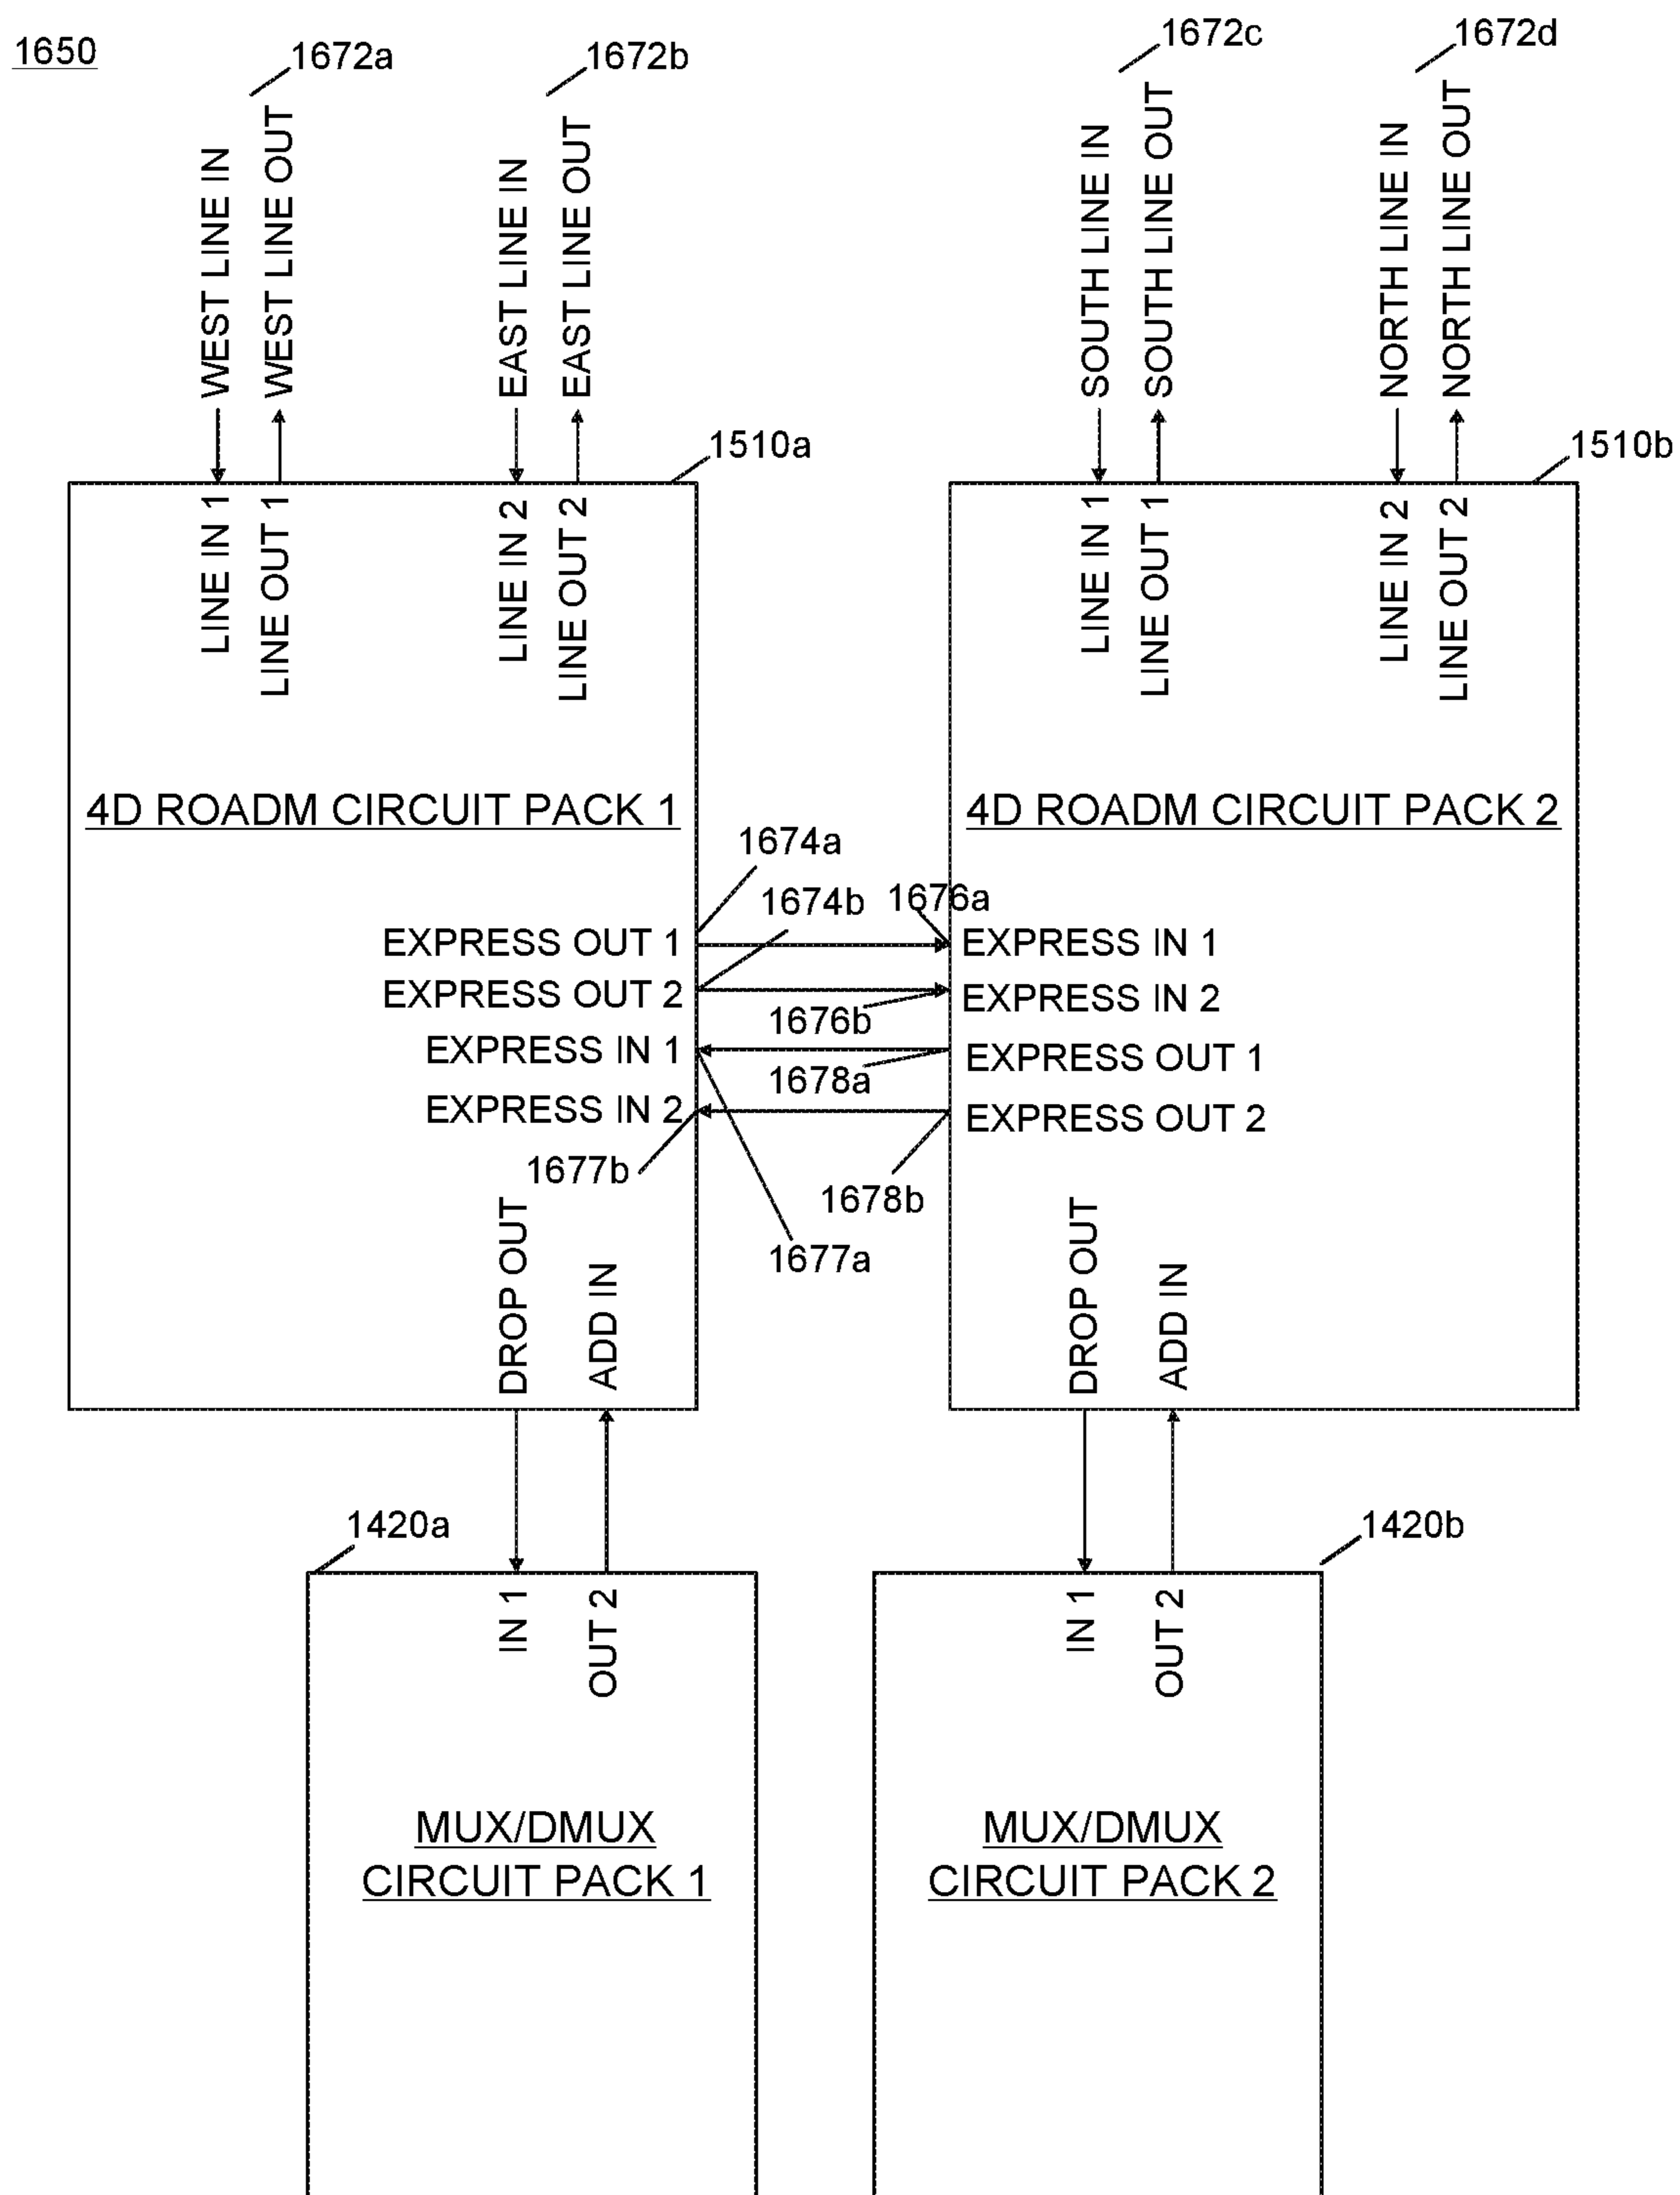 1650
1672a
1672b
1672c
1672d
WEST LINE IN
WEST LINE OUT
EAST LINE IN
EAST LINE OUT
SOUTH LINE IN
SOUTH LINE OUT
NORTH LINE IN
NORTH LINE OUT
1510a
1510b
LINE IN 1
LINE OUT 1
LINE IN 2
LINE OUT 2
LINE IN 1
LINE OUT 1
LINE IN 2
LINE OUT 2
4D ROADM CIRCUIT PACK 1
4D ROADM CIRCUIT PACK 2
1674a
1674b
1676a
EXPRESS OUT 1
EXPRESS IN 1
EXPRESS OUT 2
EXPRESS IN 2
1676b
EXPRESS IN 1
EXPRESS OUT 1
1678a
EXPRESS IN 2
EXPRESS OUT 2
1677b
1678b
1677a
DROP OUT
ADD IN
DROP OUT
ADD IN
1420a
1420b
IN 1
OUT 2
IN 1
OUT 2
MUX/DMUX
CIRCUIT PACK 1
MUX/DMUX
CIRCUIT PACK 2